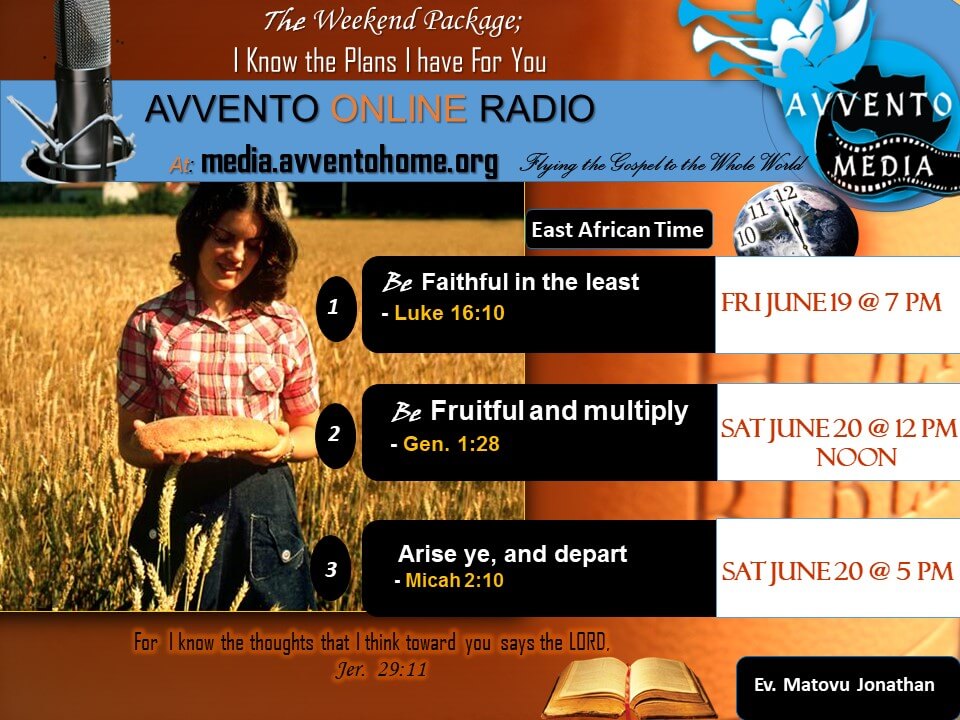 The Weekend Package;
I Know the Plans I have For You
AVVENTO ONLINE RADIO
At: media.avventohome.org
Flying the Gospel to the Whole World
AVVENTO
MEDIA
East African Time
12
11
10
1
Be Faithful in the least
- Luke 16:10
FRI JUNE 19 @ 7 PM
2
Be Fruitful and multiply
- Gen. 1:28
SAT JUNE 20 @ 12 PM
NOON
3
Arise ye, and depart
- Micah 2:10
SAT JUNE 20 @ 5 PM
For I know the thoughts that I think toward you says the LORD,
Jer. 29:11
Ev. Matovu Jonathan